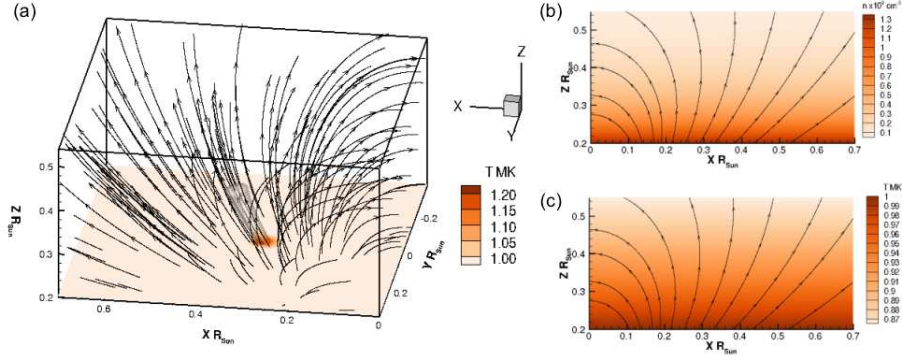 (a)
Z
X
Y
T MK
1.20
1.15
1.10
1.05
1.00
0.5
0.4
0.3
0.2
Z R_Sun
0.6
0.4
0.2
0
X R_Sun
-0.2
0
0.2
Y R_Sun
(b)
n x10⁹ cm⁻³
1.3
1.2
1.1
1
0.9
0.8
0.7
0.6
0.5
0.4
0.3
0.2
0.1
0.5
0.4
0.3
0.2
Z R_Sun
0 0.1 0.2 0.3 0.4 0.5 0.6 0.7
X R_Sun
(c)
T MK
1
0.99
0.98
0.97
0.96
0.95
0.94
0.93
0.92
0.91
0.9
0.89
0.88
0.87
0.5
0.4
0.3
0.2
Z R_Sun
0 0.1 0.2 0.3 0.4 0.5 0.6 0.7
X R_Sun